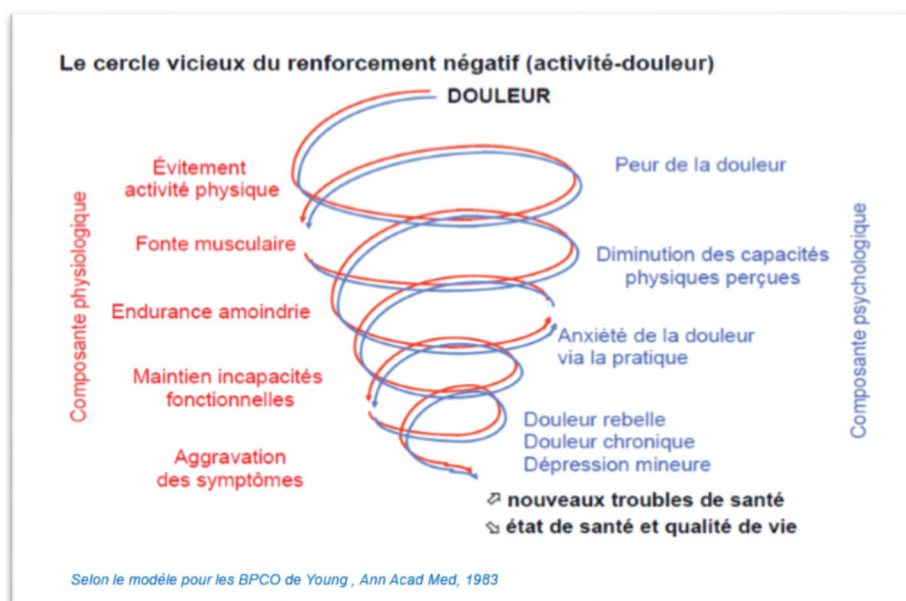 Le cercle vicieux du renforcement négatif (activité-douleur)
DOULEUR
Composante physiologique
Évitement
activité physique
Fonte musculaire
Endurance amoindrie
Maintien incapacités
fonctionnelles
Aggravation
des symptômes
Peur de la douleur
Diminution des capacités
physiques perçues
Anxiété de la douleur
via la pratique
Douleur rebelle
Douleur chronique
Dépression mineure
Composante psychologique
⬀ nouveaux troubles de santé
⬂ état de santé et qualité de vie
Selon le modèle pour les BPCO de Young , Ann Acad Med, 1983